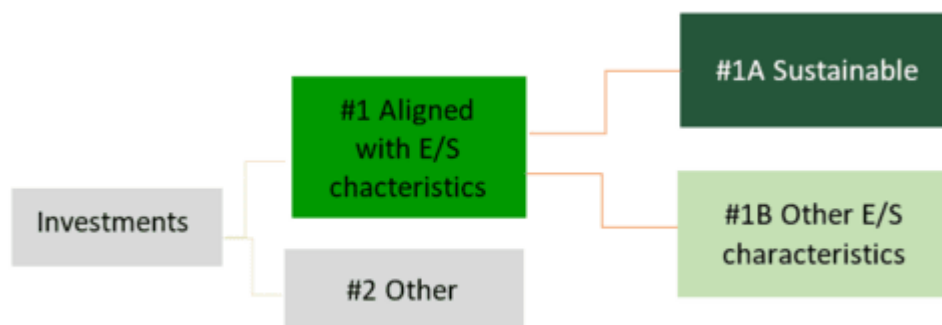 #1A Sustainable
#1 Aligned
with E/S
chacteristics
Investments
#1B Other E/S
characteristics
#2 Other